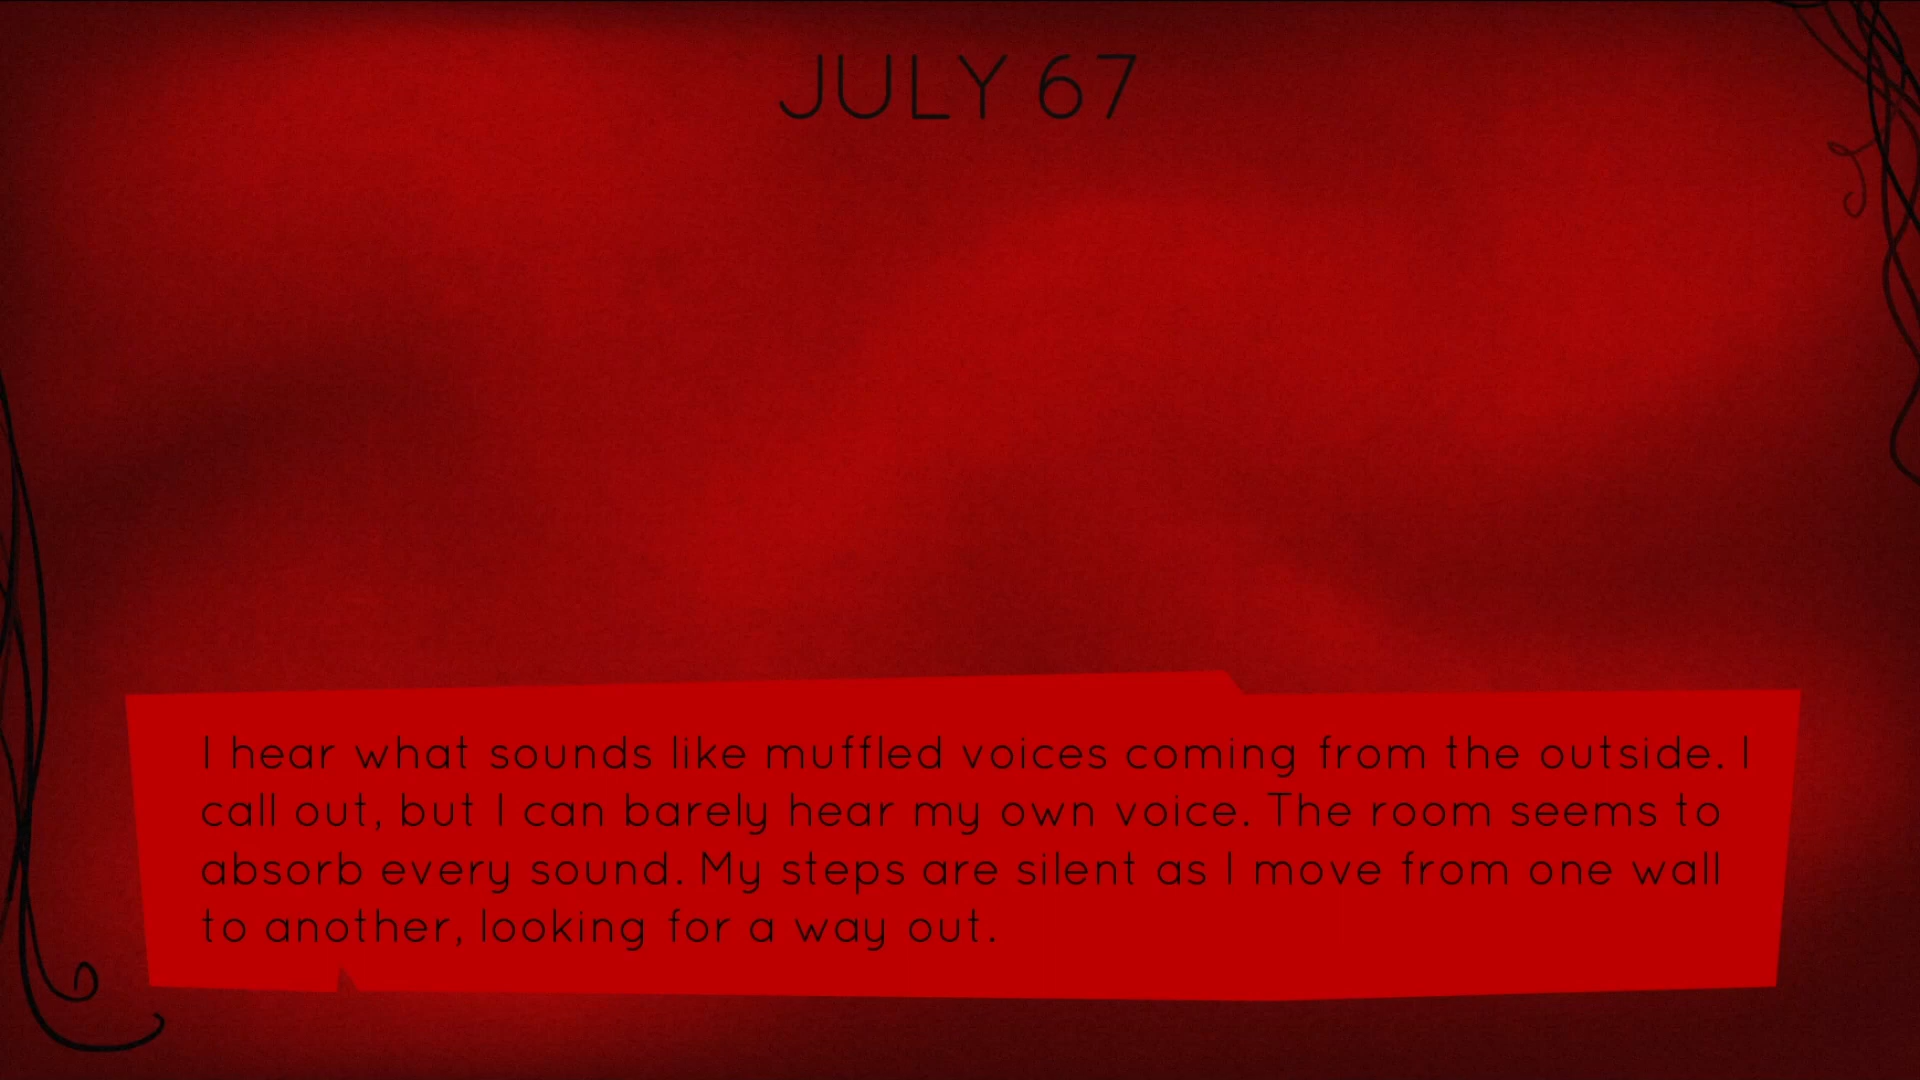 JULY 67
I hear what sounds like muffled voices coming from the outside. I
call out, but I can barely hear my own voice. The room seems to
absorb every sound. My steps are silent as I move from one wall
to another, looking for a way out.